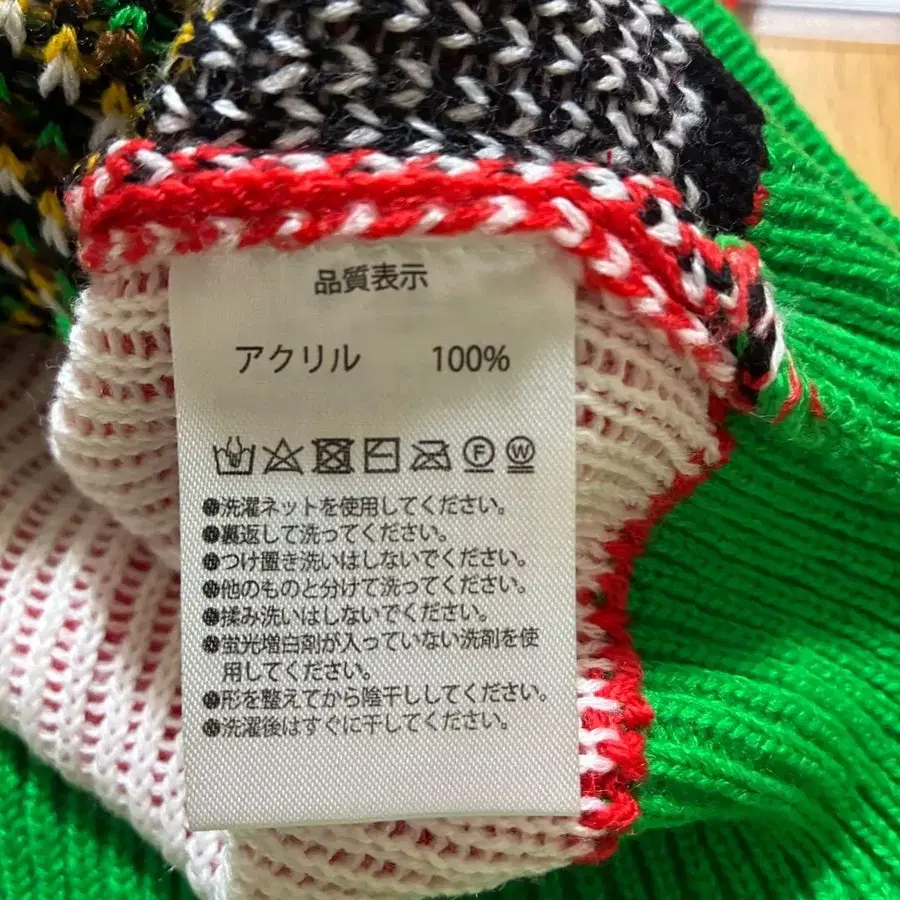 品質表示
アクリル 100%
F W
●洗濯ネットを使用してください。
●裏返して洗ってください。
●つけ置き洗いはしないでください。
●他のものと分けて洗ってください。
●揉み洗いはしないでください。
●蛍光増白剤が入っていない洗剤を使
用してください。
●形を整えてから陰干ししてください。
●洗濯後はすぐに干してください。